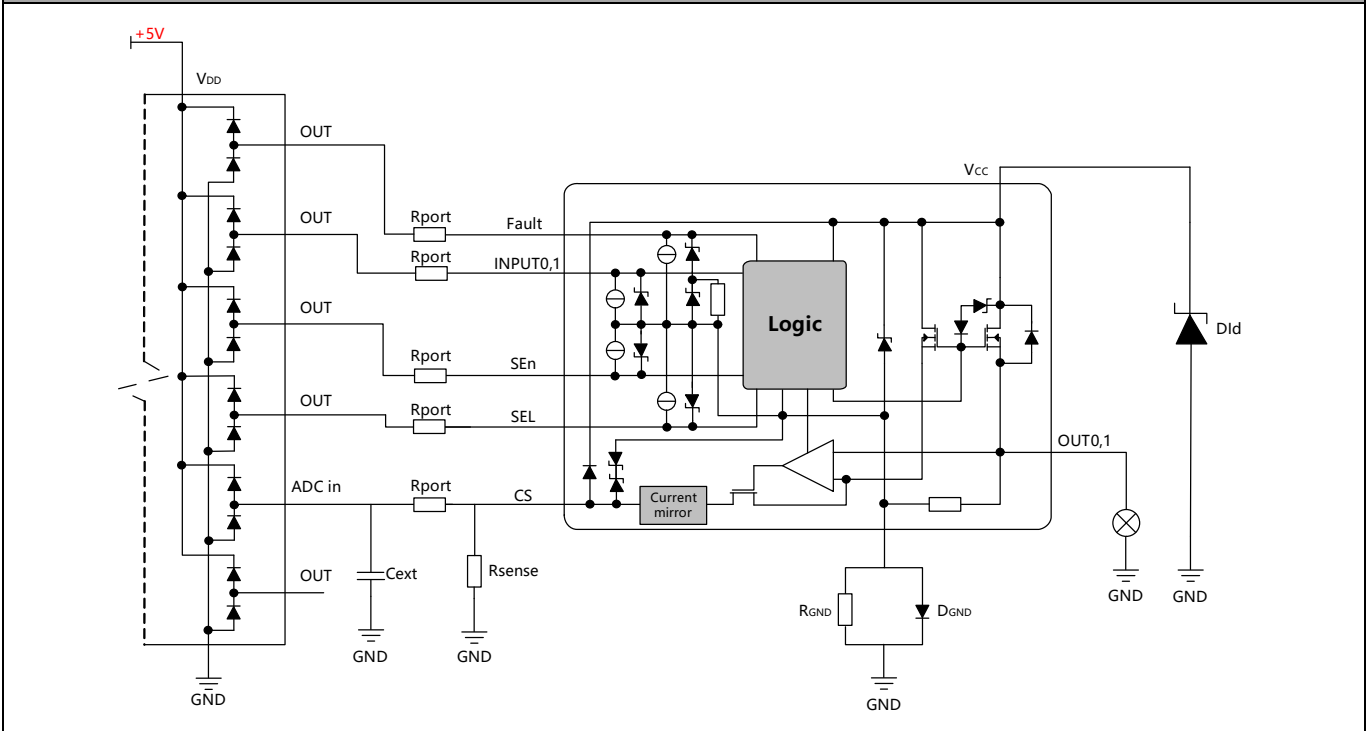 +5V
VDD
OUT
Rport
Fault
OUT
Rport
INPUT0,1
OUT
Rport
SEn
OUT
Rport
SEL
ADC in
Rport
CS
OUT
Cext
Rsense
GND
GND
GND
VCC
Logic
Current
mirror
OUT0,1
DId
RGND
DGND
GND
GND
GND